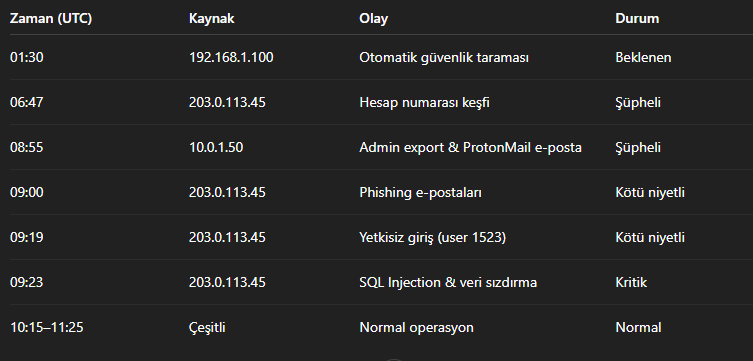 Zaman (UTC) Kaynak Olay Durum
01:30 192.168.1.100 Otomatik güvenlik taraması Beklenen
06:47 203.0.113.45 Hesap numarası keşfi Şüpheli
08:55 10.0.1.50 Admin export & ProtonMail e-posta Şüpheli
09:00 203.0.113.45 Phishing e-postaları Kötü niyetli
09:19 203.0.113.45 Yetkisiz giriş (user 1523) Kötü niyetli
09:23 203.0.113.45 SQL Injection & veri sızdırma Kritik
10:15–11:25 Çeşitli Normal operasyon Normal